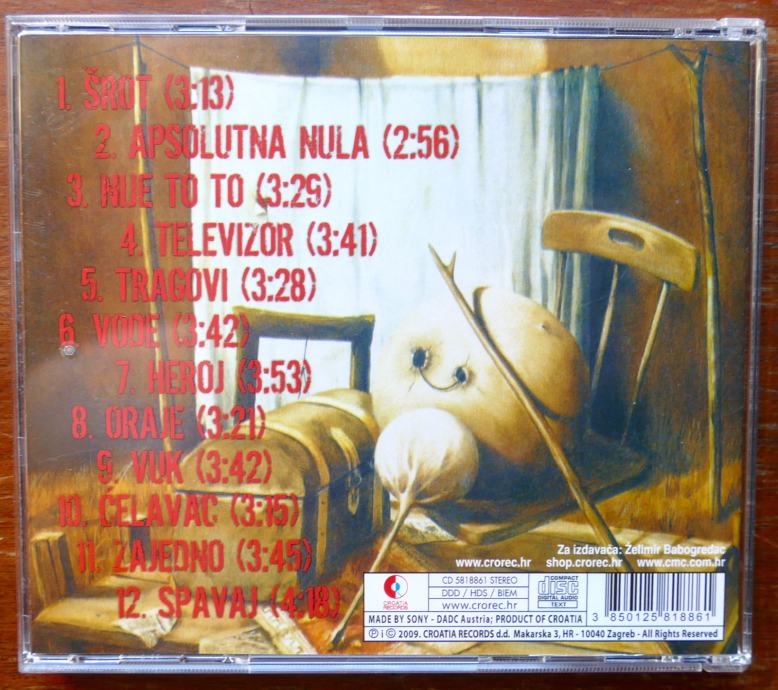 1. ŠROT (3:13)
2. APSOLUTNA NULA (2:56)
3. NIJE TO TO (3:29)
4. TELEVIZOR (3:41)
5. TRAGOVI (3:28)
6. VODE (3:42)
7. HEROJ (3:53)
8. ORAJE (3:21)
9. VUK (3:42)
10. ĆELAVAC (3:15)
11. ZAJEDNO (3:45)
12. SPAVAJ (4:18)
Za izdavača: Želimir Babogredac
www.crorec.hr shop.crorec.hr www.cmc.com.hr
CROATIA RECORDS
CD 5818861 STEREO
DDD / HDS / BIEM
www.crorec.hr
COMPACT disc DIGITAL AUDIO TEXT
3 850125 818861
MADE BY SONY - DADC Austria; PRODUCT OF CROATIA
℗ i © 2009. CROATIA RECORDS d.d. Makarska 3, HR - 10040 Zagreb - All Rights Reserved